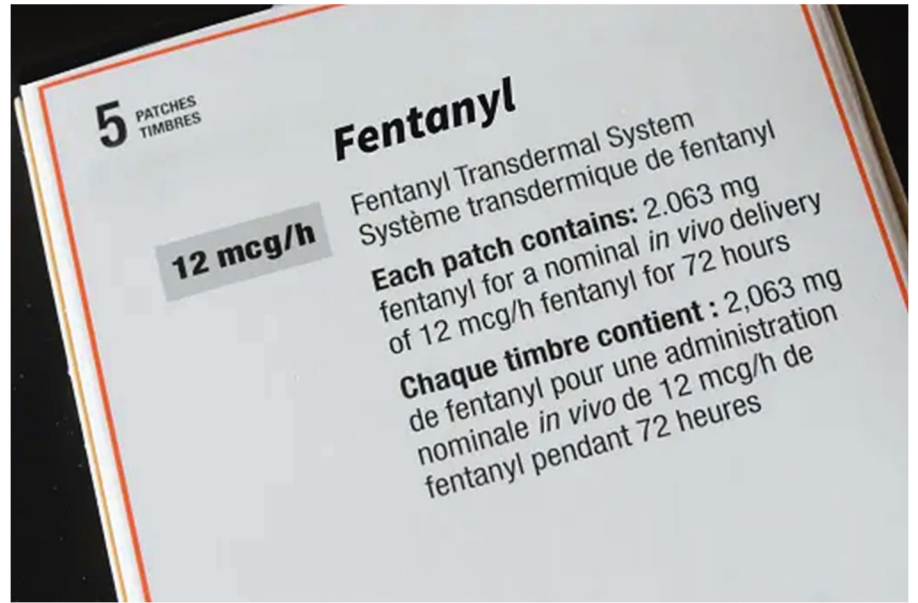 5 PATCHES
TIMBRES
Fentanyl
Fentanyl Transdermal System
Système transdermique de fentanyl
12 mcg/h
Each patch contains: 2.063 mg
fentanyl for a nominal in vivo delivery
of 12 mcg/h fentanyl for 72 hours
Chaque timbre contient : 2,063 mg
de fentanyl pour une administration
nominale in vivo de 12 mcg/h de
fentanyl pendant 72 heures